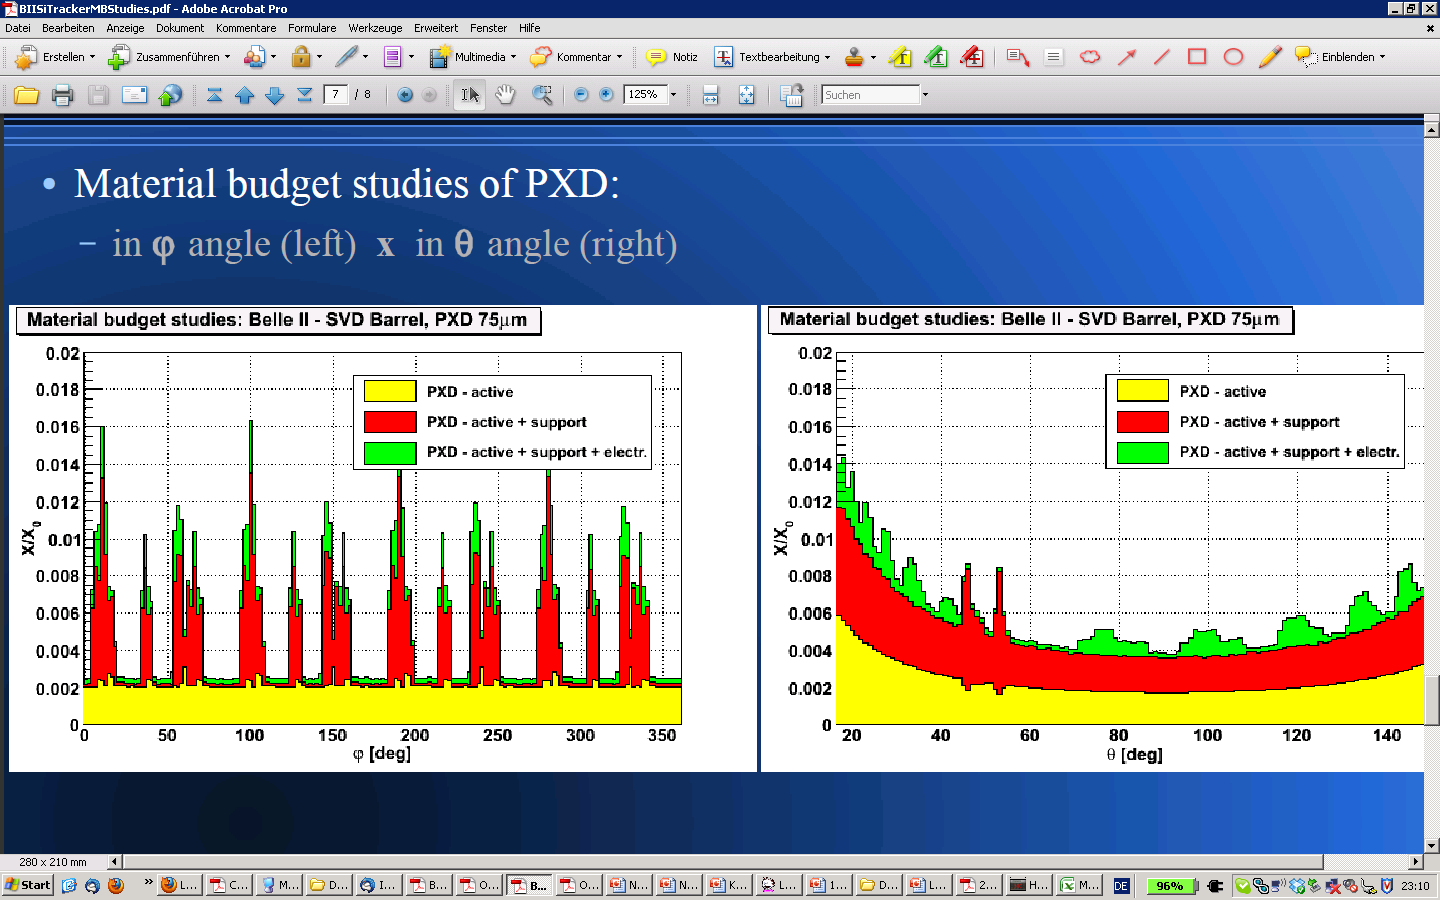 BIISiTrackerMBStudies.pdf - Adobe Acrobat Pro
Datei Bearbeiten Anzeige Dokument Kommentare Formulare Werkzeuge Erweitert Fenster Hilfe
Erstellen Zusammenführen Multimedia Kommentar Notiz Textbearbeitung Einblenden
7 / 8 125% Suchen
• Material budget studies of PXD:
– in φ angle (left) x in θ angle (right)
Material budget studies: Belle II - SVD Barrel, PXD 75μm
0.02
0.018
0.016
0.014
0.012
0.01
0.008
0.006
0.004
0.002
0
X/X0
PXD - active
PXD - active + support
PXD - active + support + electr.
0 50 100 150 200 250 300 350
φ [deg]
Material budget studies: Belle II - SVD Barrel, PXD 75μm
0.02
0.018
0.016
0.014
0.012
0.01
0.008
0.006
0.004
0.002
0
X/X0
PXD - active
PXD - active + support
PXD - active + support + electr.
20 40 60 80 100 120 140
θ [deg]
280 x 210 mm
Start » L... C... M... D... I... B... O... B... O... N... N... K... L... 1... D... L... 2... H... M... DE 96% 23:10